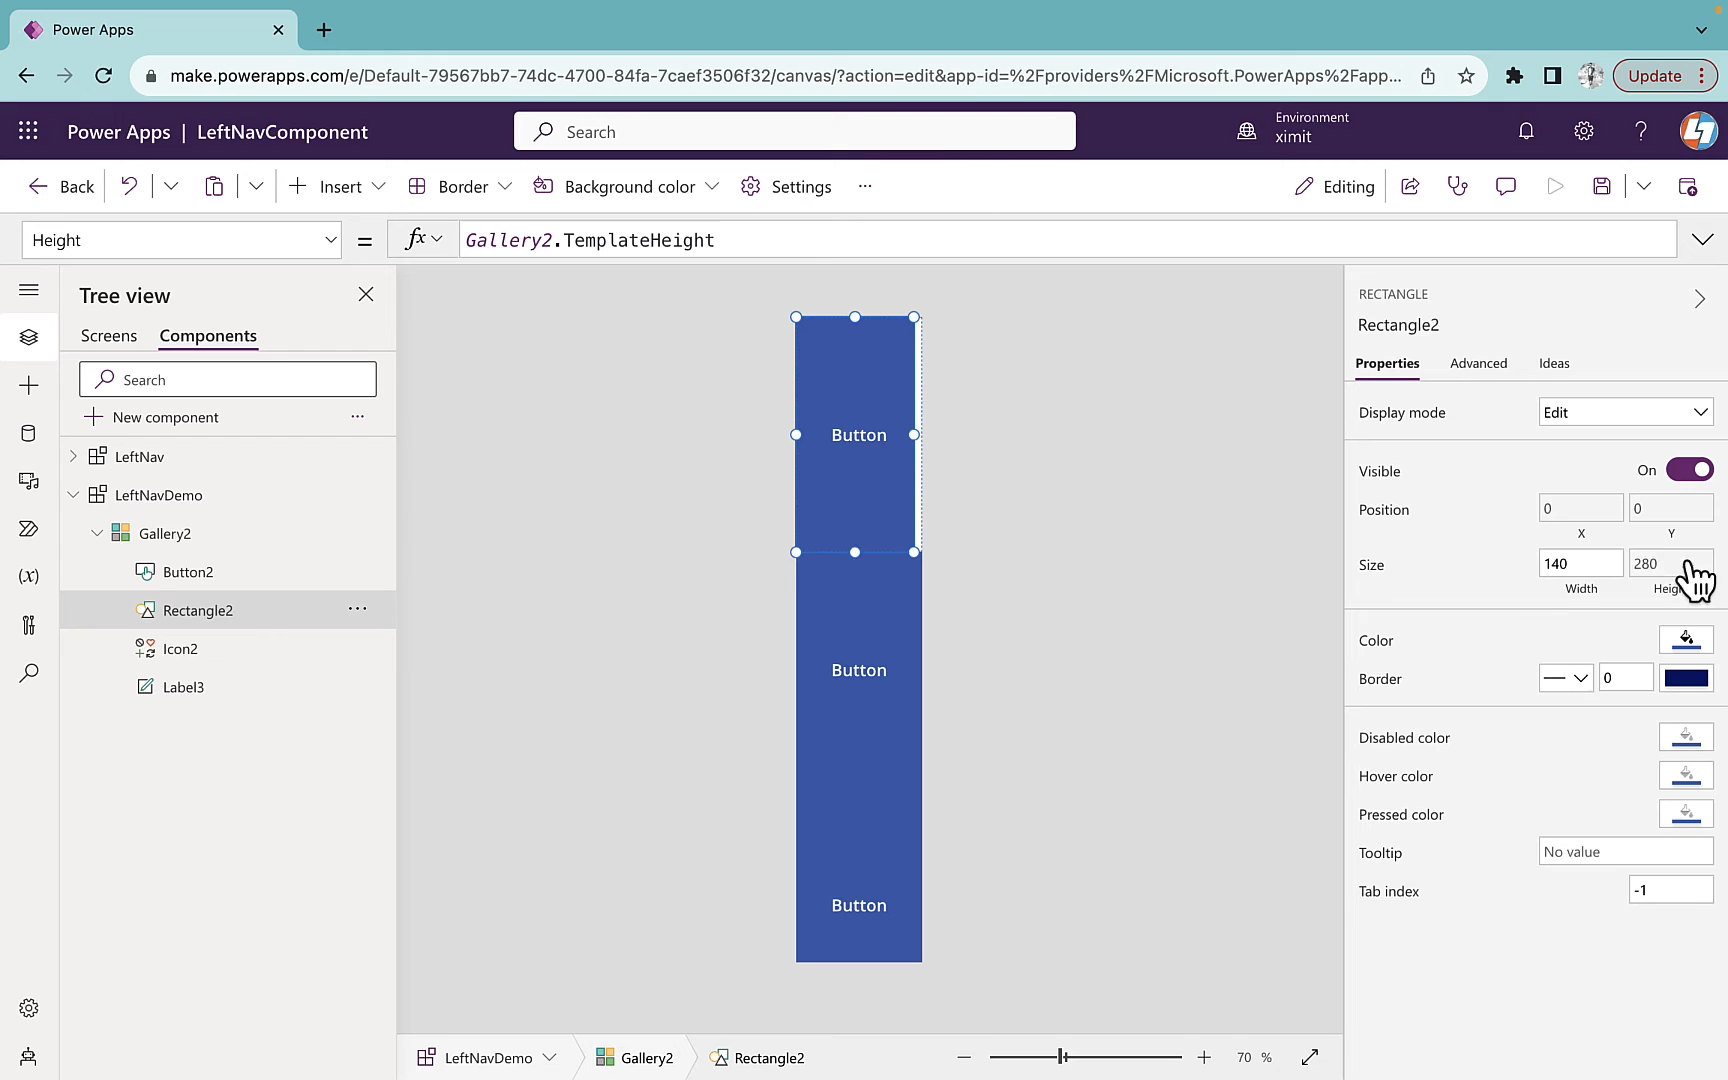 Power Apps
make.powerapps.com/e/Default-79567bb7-74dc-4700-84fa-7caef3506f32/canvas/?action=edit&app-id=%2Fproviders%2FMicrosoft.PowerApps%2Fapp...
Update
Power Apps | LeftNavComponent
Search
Environment
ximit
Back
Insert
Border
Background color
Settings
Editing
Height
=
fx
Gallery2.TemplateHeight
Tree view
Screens
Components
Search
New component
LeftNav
LeftNavDemo
Gallery2
Button2
Rectangle2
Icon2
Label3
Button
Button
Button
RECTANGLE
Rectangle2
Properties
Advanced
Ideas
Display mode
Edit
Visible
On
Position
0
0
X
Y
Size
140
280
Width
Color
Border
0
Disabled color
Hover color
Pressed color
Tooltip
No value
Tab index
-1
LeftNavDemo
Gallery2
Rectangle2
70 %